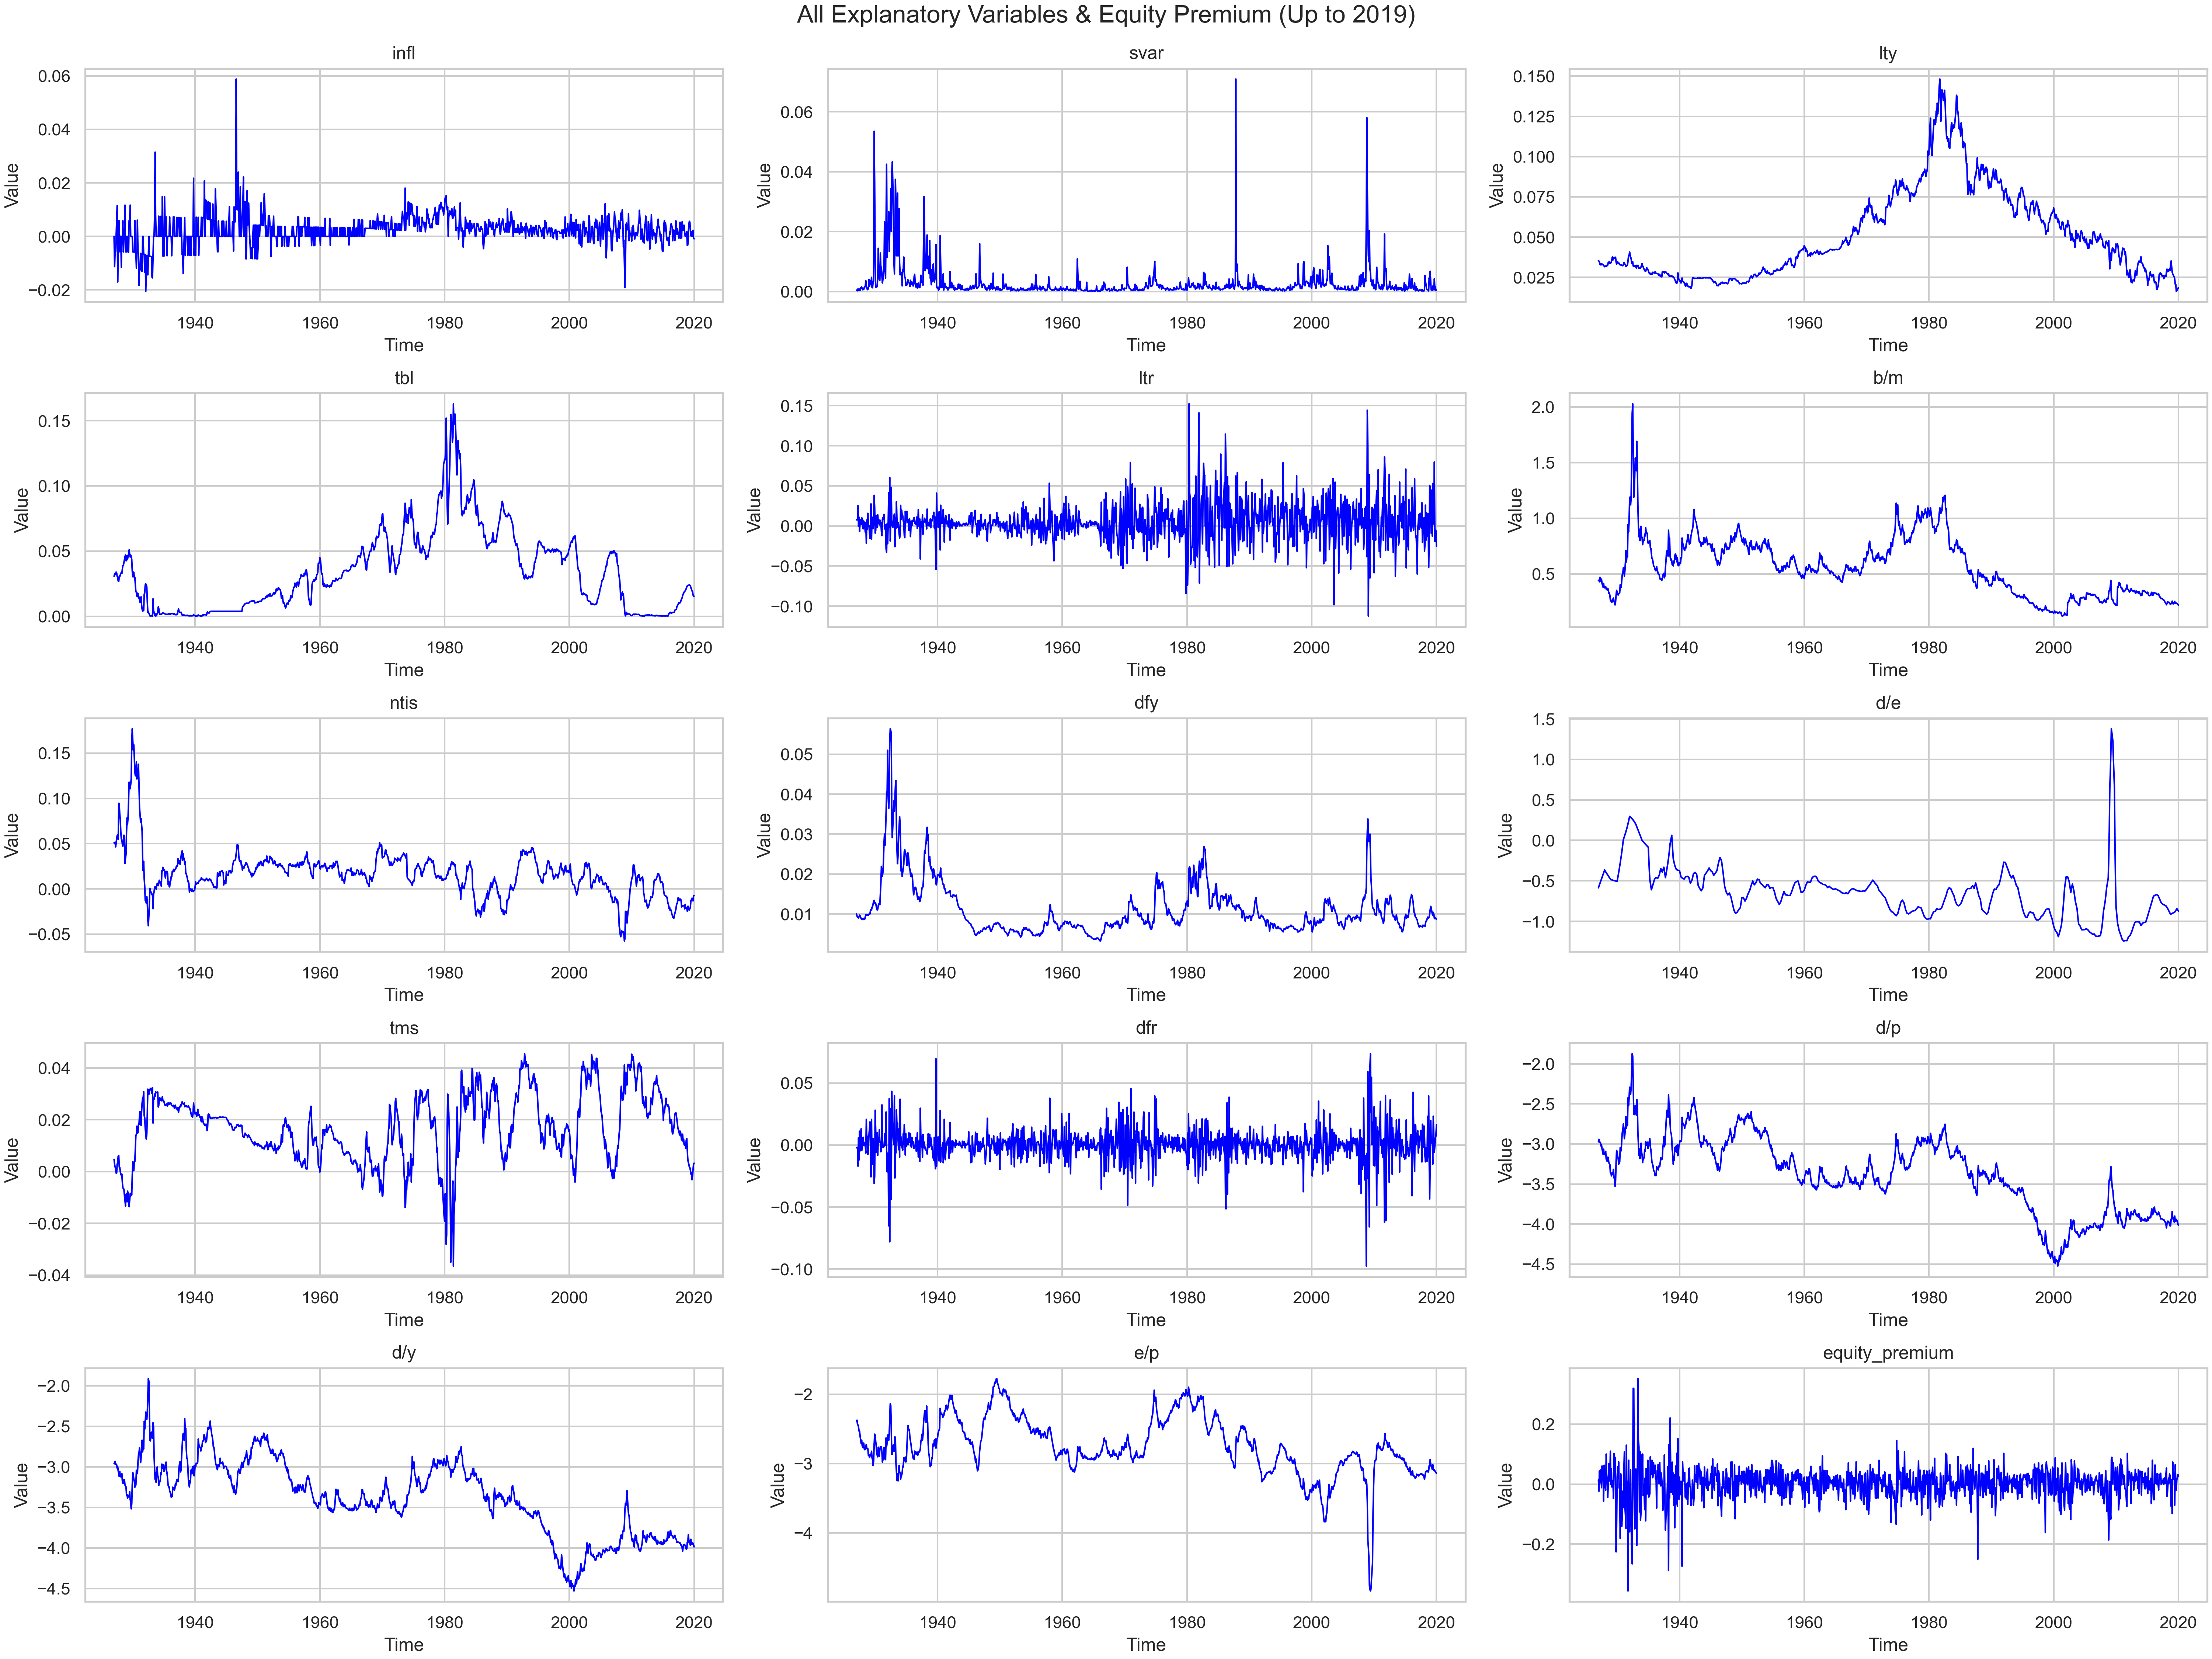 All Explanatory Variables & Equity Premium (Up to 2019)
infl
0.06
0.04
0.02
0.00
−0.02
Value
1940 1960 1980 2000 2020
Time
svar
0.06
0.04
0.02
0.00
Value
1940 1960 1980 2000 2020
Time
lty
0.150
0.125
0.100
0.075
0.050
0.025
Value
1940 1960 1980 2000 2020
Time
tbl
0.15
0.10
0.05
0.00
Value
1940 1960 1980 2000 2020
Time
ltr
0.15
0.10
0.05
0.00
−0.05
−0.10
Value
1940 1960 1980 2000 2020
Time
b/m
2.0
1.5
1.0
0.5
Value
1940 1960 1980 2000 2020
Time
ntis
0.15
0.10
0.05
0.00
−0.05
Value
1940 1960 1980 2000 2020
Time
dfy
0.05
0.04
0.03
0.02
0.01
Value
1940 1960 1980 2000 2020
Time
d/e
1.5
1.0
0.5
0.0
−0.5
−1.0
Value
1940 1960 1980 2000 2020
Time
tms
0.04
0.02
0.00
−0.02
−0.04
Value
1940 1960 1980 2000 2020
Time
dfr
0.05
0.00
−0.05
−0.10
Value
1940 1960 1980 2000 2020
Time
d/p
−2.0
−2.5
−3.0
−3.5
−4.0
−4.5
Value
1940 1960 1980 2000 2020
Time
d/y
−2.0
−2.5
−3.0
−3.5
−4.0
−4.5
Value
1940 1960 1980 2000 2020
Time
e/p
−2
−3
−4
Value
1940 1960 1980 2000 2020
Time
equity_premium
0.2
0.0
−0.2
Value
1940 1960 1980 2000 2020
Time